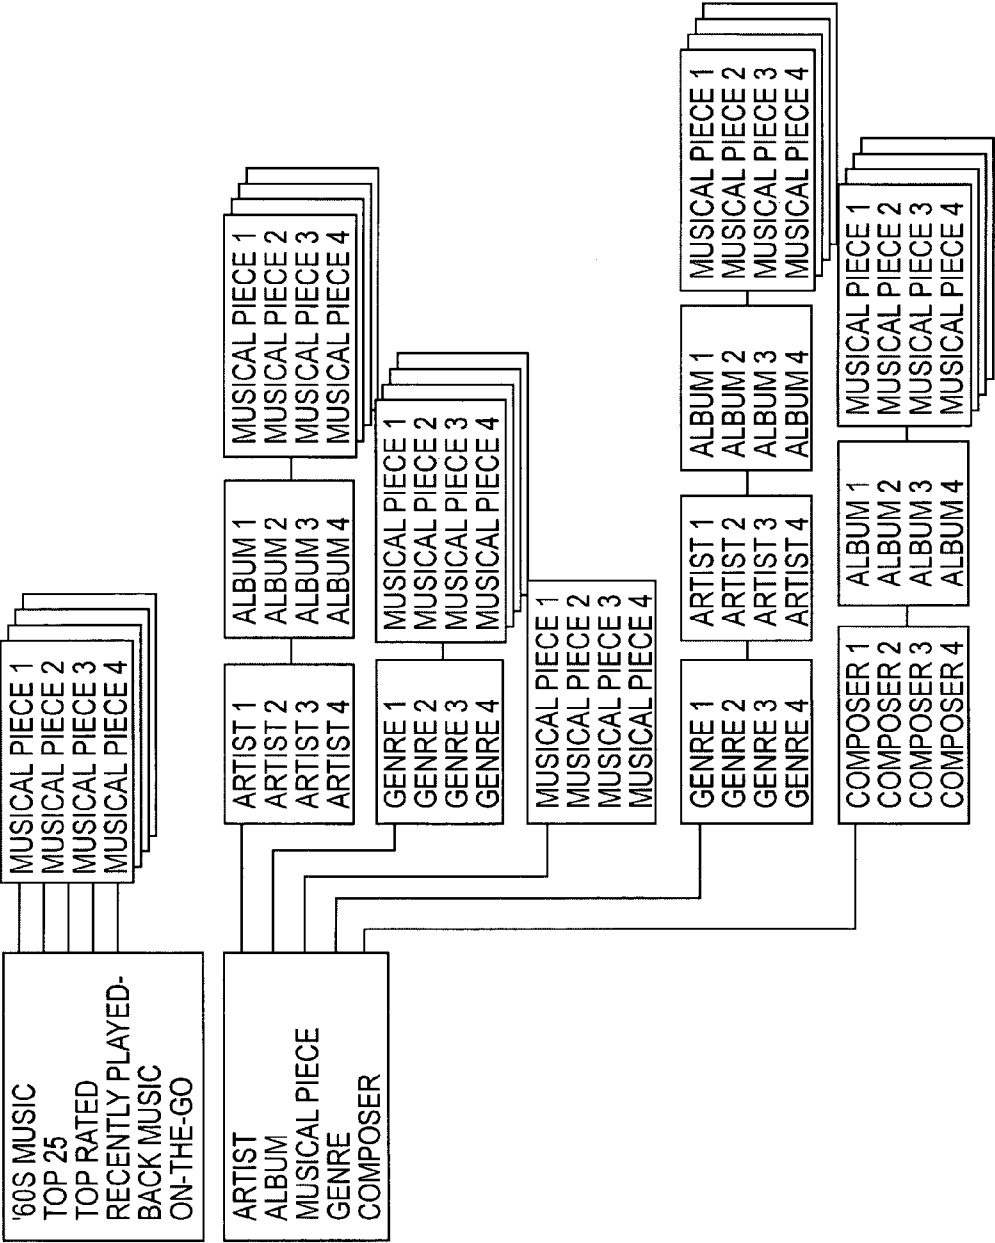 '60S MUSIC
TOP 25
TOP RATED
RECENTLY PLAYED-
BACK MUSIC
ON-THE-GO
MUSICAL PIECE 1
MUSICAL PIECE 2
MUSICAL PIECE 3
MUSICAL PIECE 4
ARTIST
ALBUM
MUSICAL PIECE
GENRE
COMPOSER
ARTIST 1
ARTIST 2
ARTIST 3
ARTIST 4
ALBUM 1
ALBUM 2
ALBUM 3
ALBUM 4
MUSICAL PIECE 1
MUSICAL PIECE 2
MUSICAL PIECE 3
MUSICAL PIECE 4
GENRE 1
GENRE 2
GENRE 3
GENRE 4
MUSICAL PIECE 1
MUSICAL PIECE 2
MUSICAL PIECE 3
MUSICAL PIECE 4
MUSICAL PIECE 1
MUSICAL PIECE 2
MUSICAL PIECE 3
MUSICAL PIECE 4
GENRE 1
GENRE 2
GENRE 3
GENRE 4
ARTIST 1
ARTIST 2
ARTIST 3
ARTIST 4
ALBUM 1
ALBUM 2
ALBUM 3
ALBUM 4
MUSICAL PIECE 1
MUSICAL PIECE 2
MUSICAL PIECE 3
MUSICAL PIECE 4
COMPOSER 1
COMPOSER 2
COMPOSER 3
COMPOSER 4
ALBUM 1
ALBUM 2
ALBUM 3
ALBUM 4
MUSICAL PIECE 1
MUSICAL PIECE 2
MUSICAL PIECE 3
MUSICAL PIECE 4